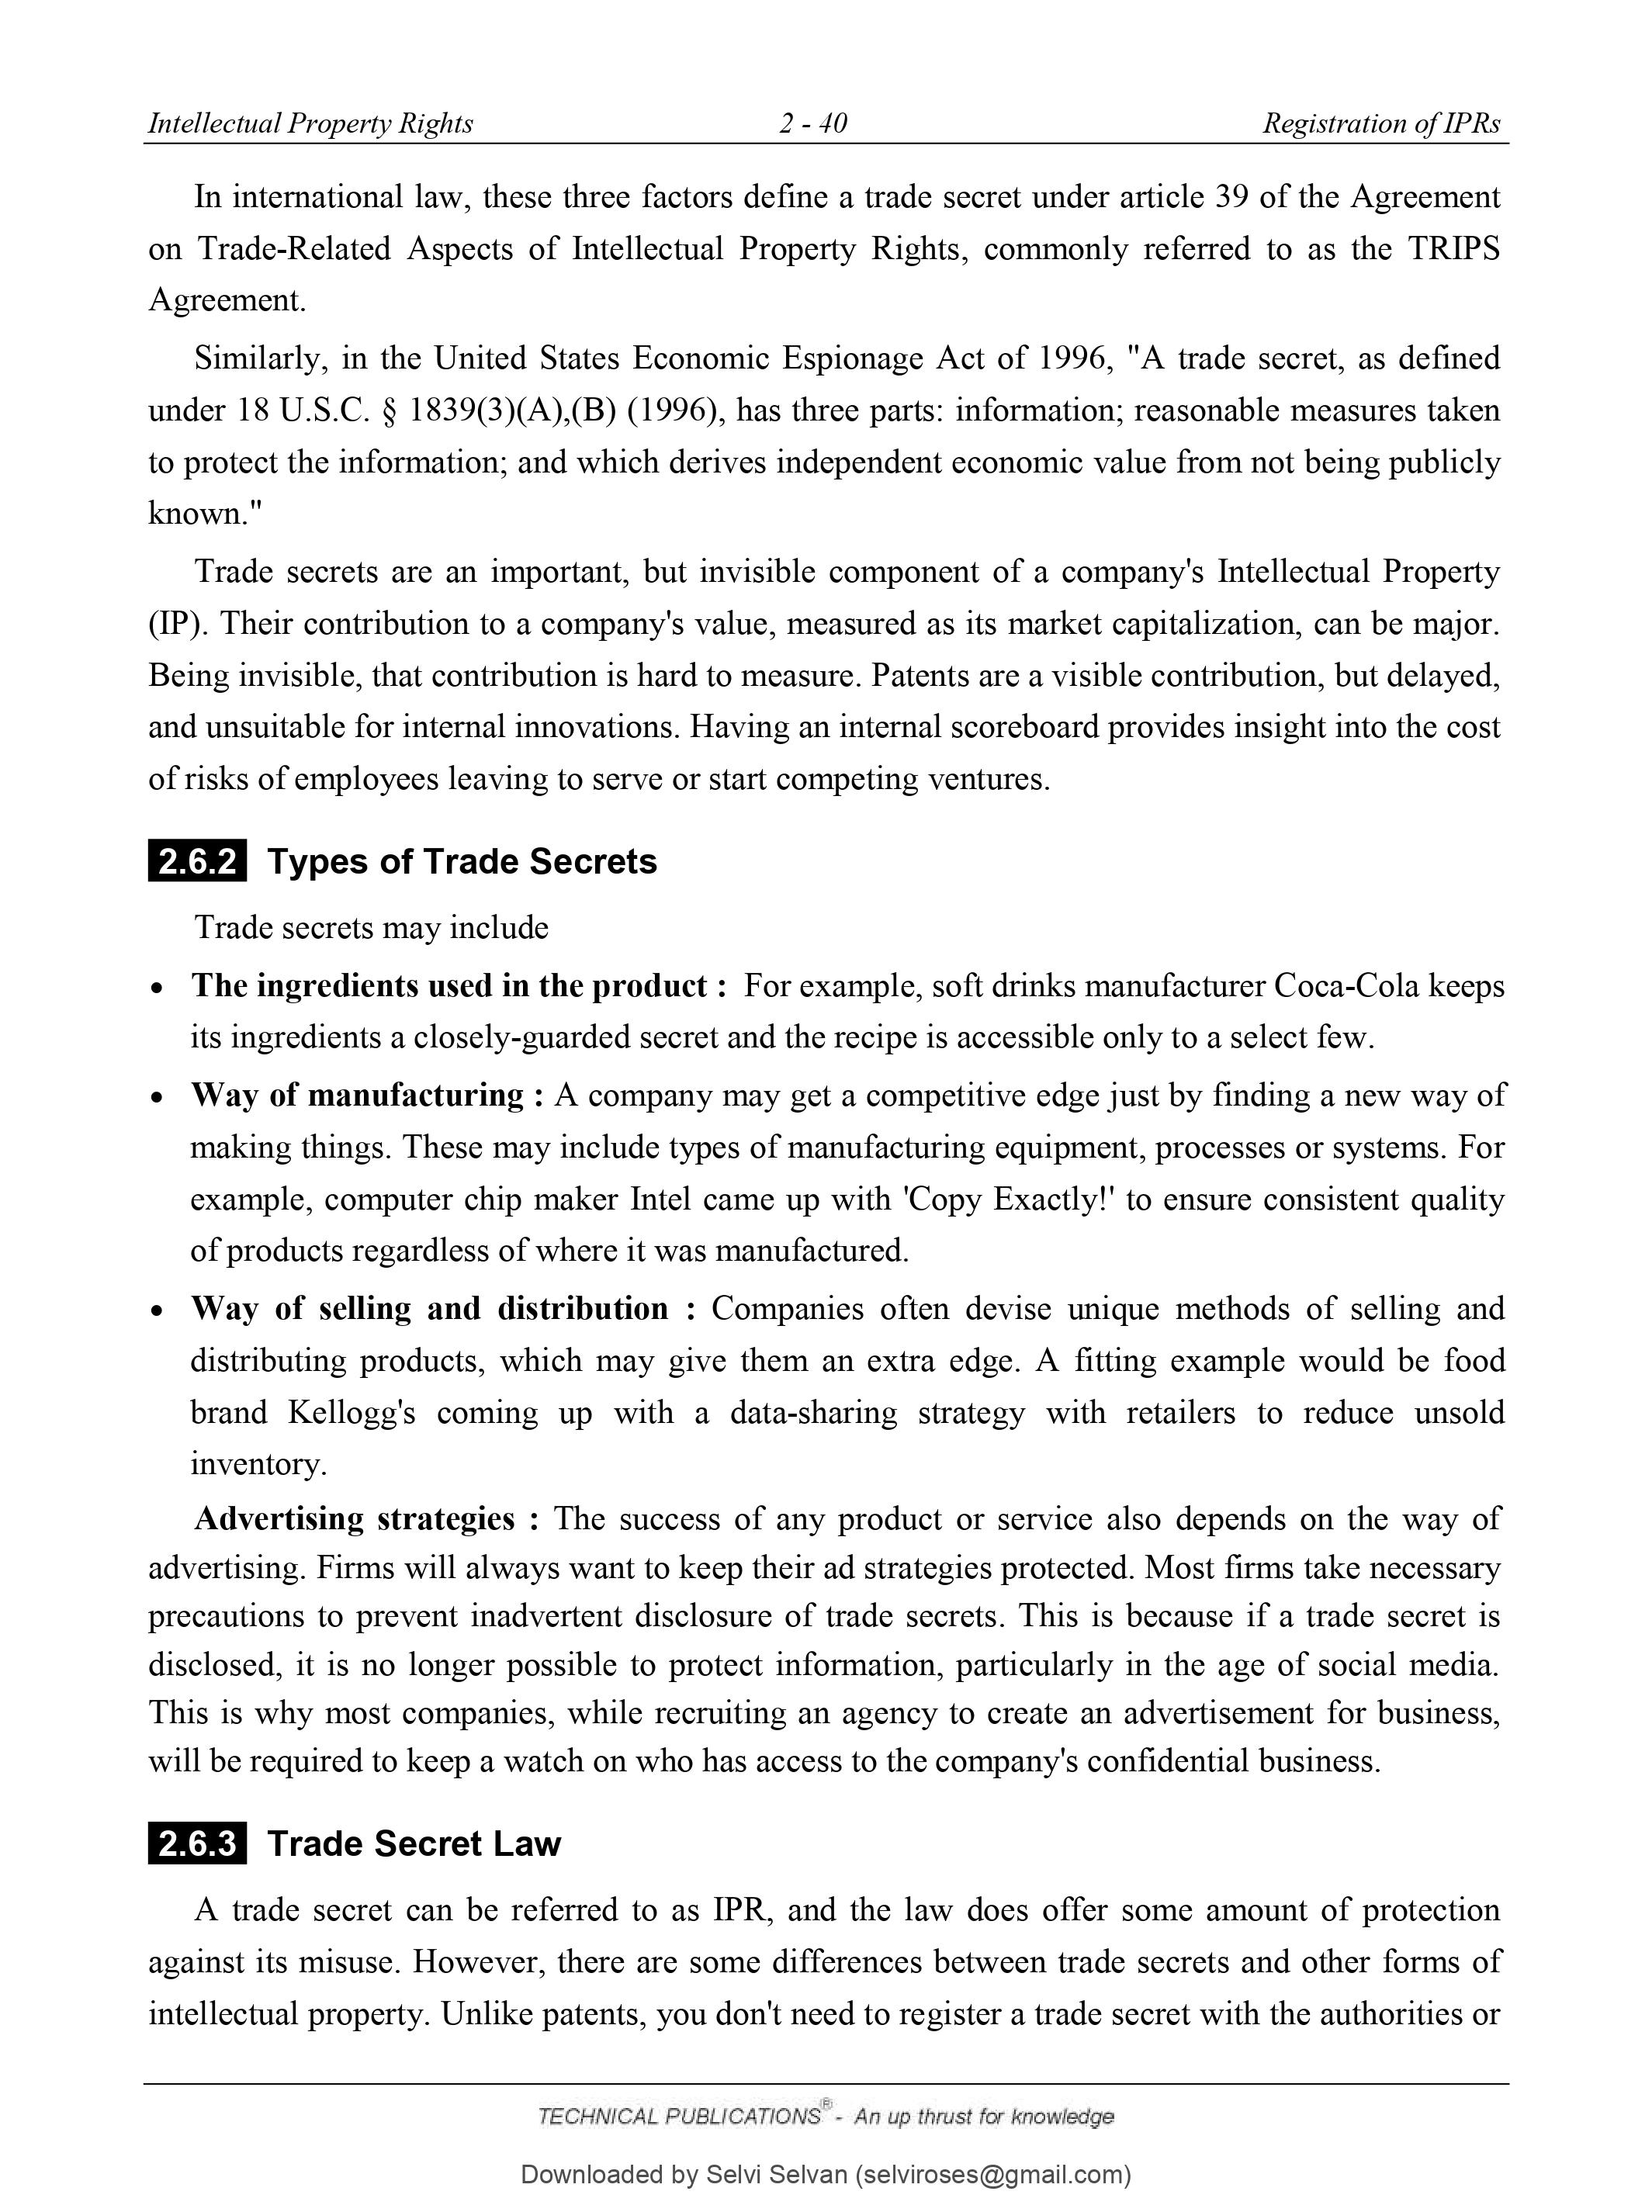 Intellectual Property Rights 2 - 40 Registration of IPRs
In international law, these three factors define a trade secret under article 39 of the Agreement
on Trade-Related Aspects of Intellectual Property Rights, commonly referred to as the TRIPS
Agreement.
Similarly, in the United States Economic Espionage Act of 1996, "A trade secret, as defined
under 18 U.S.C. § 1839(3)(A),(B) (1996), has three parts: information; reasonable measures taken
to protect the information; and which derives independent economic value from not being publicly
known."
Trade secrets are an important, but invisible component of a company's Intellectual Property
(IP). Their contribution to a company's value, measured as its market capitalization, can be major.
Being invisible, that contribution is hard to measure. Patents are a visible contribution, but delayed,
and unsuitable for internal innovations. Having an internal scoreboard provides insight into the cost
of risks of employees leaving to serve or start competing ventures.
2.6.2 Types of Trade Secrets
Trade secrets may include
• The ingredients used in the product : For example, soft drinks manufacturer Coca-Cola keeps
its ingredients a closely-guarded secret and the recipe is accessible only to a select few.
• Way of manufacturing : A company may get a competitive edge just by finding a new way of
making things. These may include types of manufacturing equipment, processes or systems. For
example, computer chip maker Intel came up with 'Copy Exactly!' to ensure consistent quality
of products regardless of where it was manufactured.
• Way of selling and distribution : Companies often devise unique methods of selling and
distributing products, which may give them an extra edge. A fitting example would be food
brand Kellogg's coming up with a data-sharing strategy with retailers to reduce unsold
inventory.
Advertising strategies : The success of any product or service also depends on the way of
advertising. Firms will always want to keep their ad strategies protected. Most firms take necessary
precautions to prevent inadvertent disclosure of trade secrets. This is because if a trade secret is
disclosed, it is no longer possible to protect information, particularly in the age of social media.
This is why most companies, while recruiting an agency to create an advertisement for business,
will be required to keep a watch on who has access to the company's confidential business.
2.6.3 Trade Secret Law
A trade secret can be referred to as IPR, and the law does offer some amount of protection
against its misuse. However, there are some differences between trade secrets and other forms of
intellectual property. Unlike patents, you don't need to register a trade secret with the authorities or
TECHNICAL PUBLICATIONS® - An up thrust for knowledge
Downloaded by Selvi Selvan (selviroses@gmail.com)